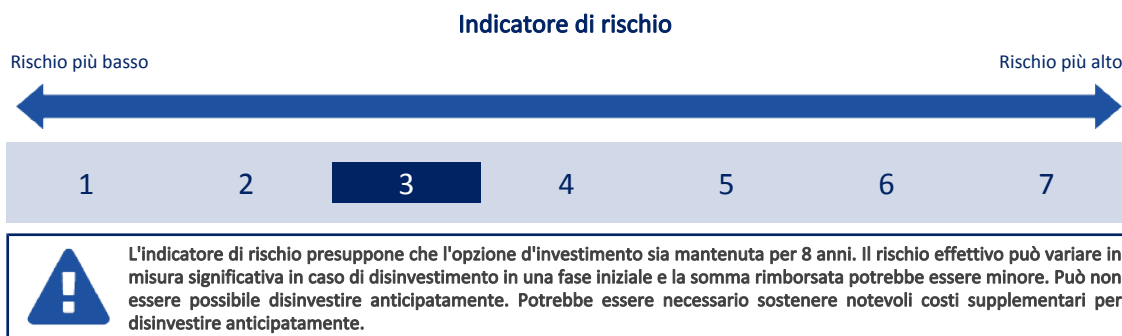 Indicatore di rischio
Rischio più basso Rischio più alto
1 2 3 4 5 6 7
L'indicatore di rischio presuppone che l'opzione d'investimento sia mantenuta per 8 anni. Il rischio effettivo può variare in
misura significativa in caso di disinvestimento in una fase iniziale e la somma rimborsata potrebbe essere minore. Può non
essere possibile disinvestire anticipatamente. Potrebbe essere necessario sostenere notevoli costi supplementari per
disinvestire anticipatamente.